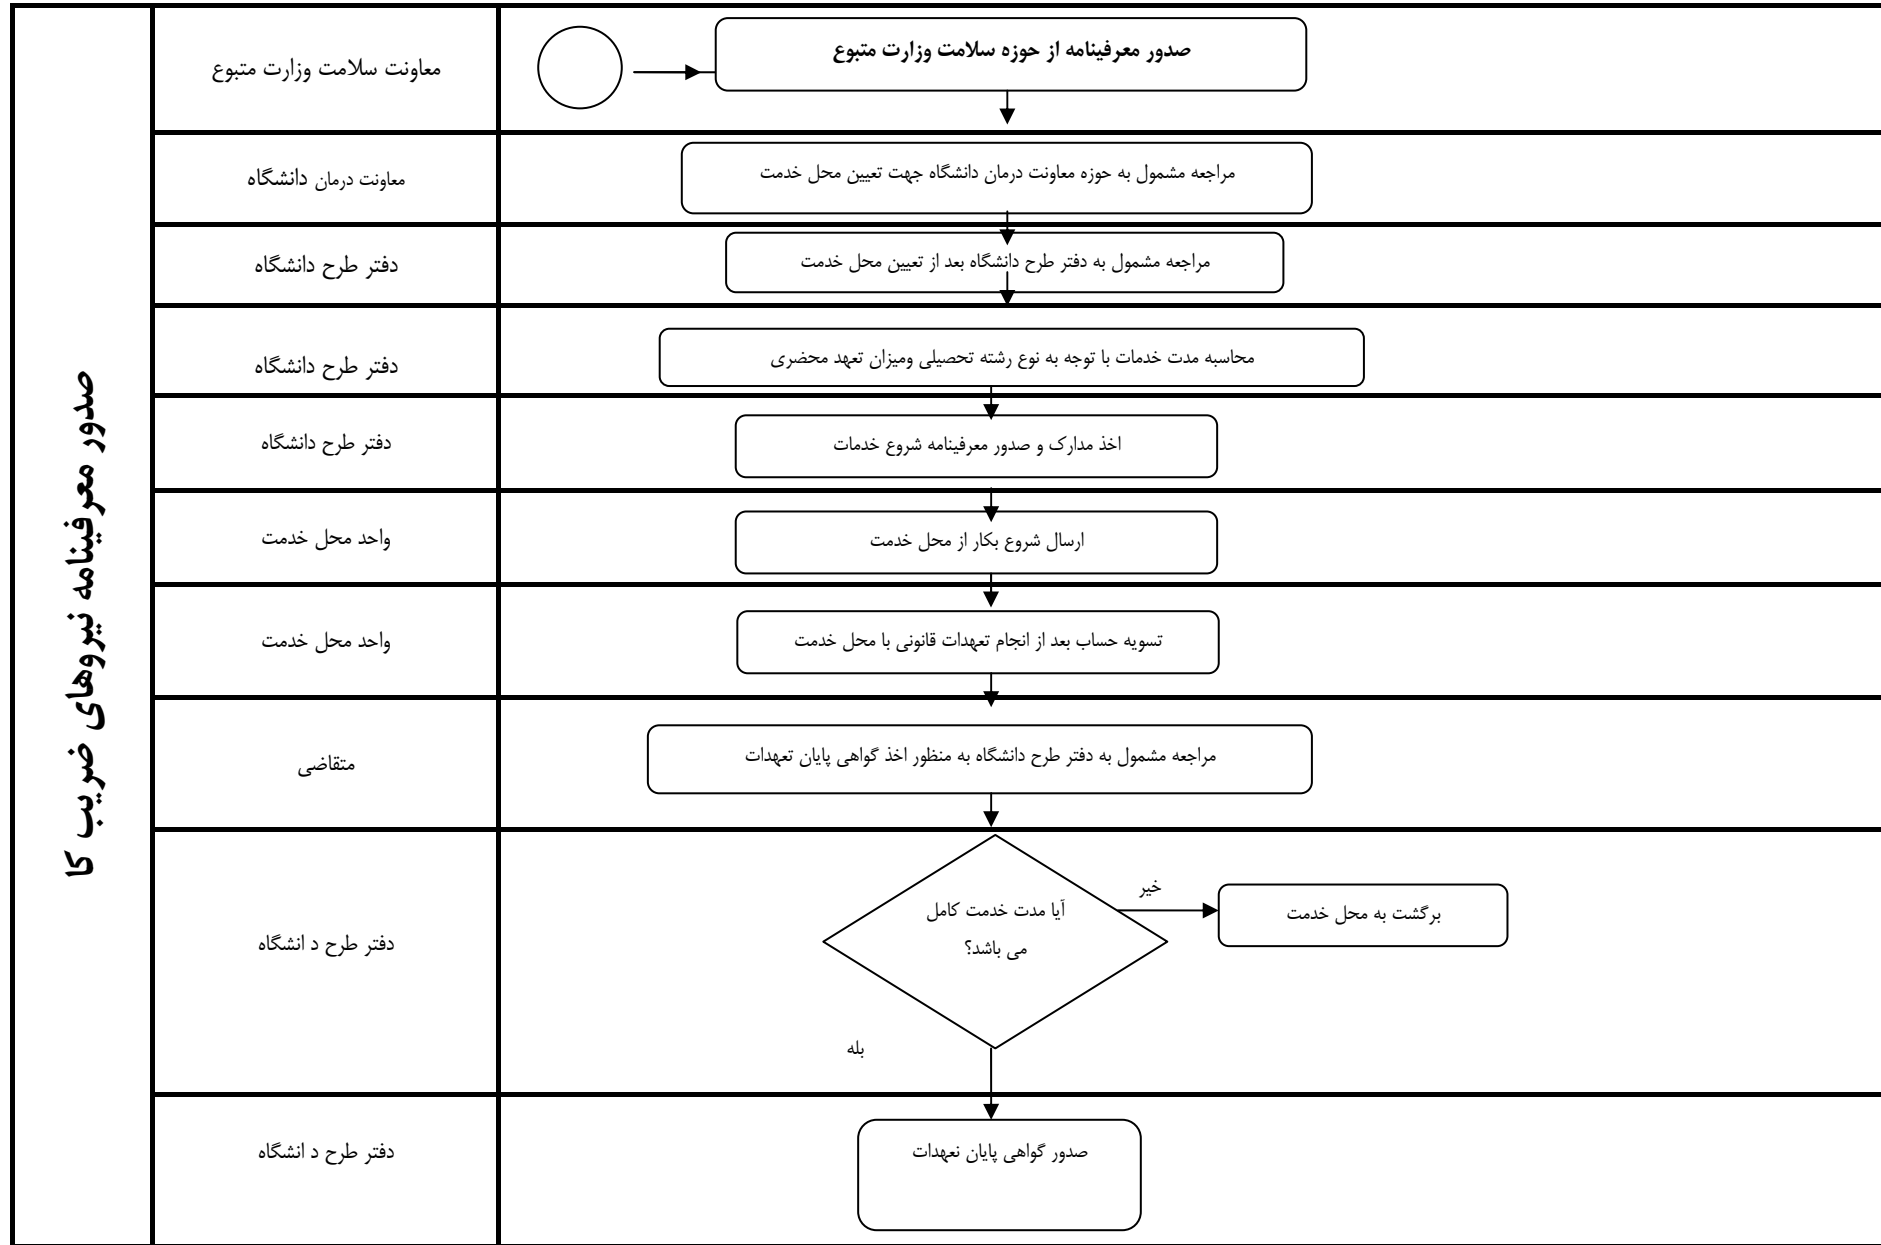 صدور معرفینامه نیروهای ضریب کا
معاونت سلامت وزارت متبوع
صدور معرفینامه از حوزه سلامت وزارت متبوع
معاونت درمان دانشگاه
مراجعه مشمول به حوزه معاونت درمان دانشگاه جهت تعیین محل خدمت
دفتر طرح دانشگاه
مراجعه مشمول به دفتر طرح دانشگاه بعد از تعیین محل خدمت
دفتر طرح دانشگاه
محاسبه مدت خدمات با توجه به نوع رشته تحصیلی ومیزان تعهد محضری
دفتر طرح دانشگاه
اخذ مدارک و صدور معرفینامه شروع خدمات
واحد محل خدمت
ارسال شروع بکار از محل خدمت
واحد محل خدمت
تسویه حساب بعد از انجام تعهدات قانونی با محل خدمت
متقاضی
مراجعه مشمول به دفتر طرح دانشگاه به منظور اخذ گواهی پایان تعهدات
دفتر طرح د انشگاه
آیا مدت خدمت کامل
می باشد؟
خیر
برگشت به محل خدمت
بله
دفتر طرح د انشگاه
صدور گواهی پایان نعهدات